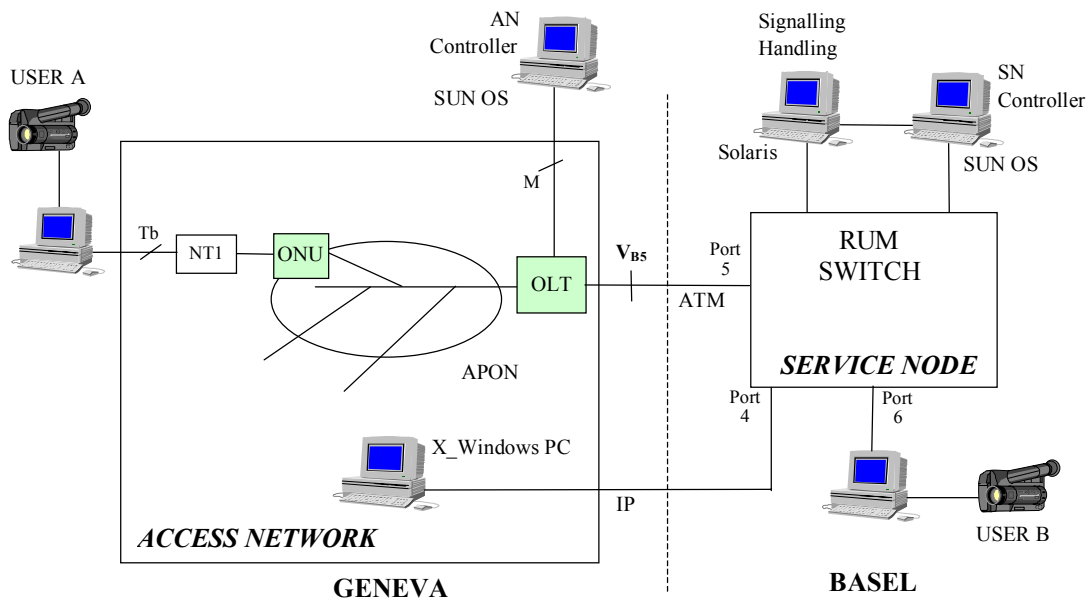 AN
Controller
SUN OS
Signalling
Handling
Solaris
SN
Controller
SUN OS
USER A
M
Tb
NT1
ONU
OLT
V_B5
ATM
Port
5
RUM
SWITCH
SERVICE NODE
APON
Port
4
Port
6
X_Windows PC
IP
USER B
ACCESS NETWORK
GENEVA
BASEL